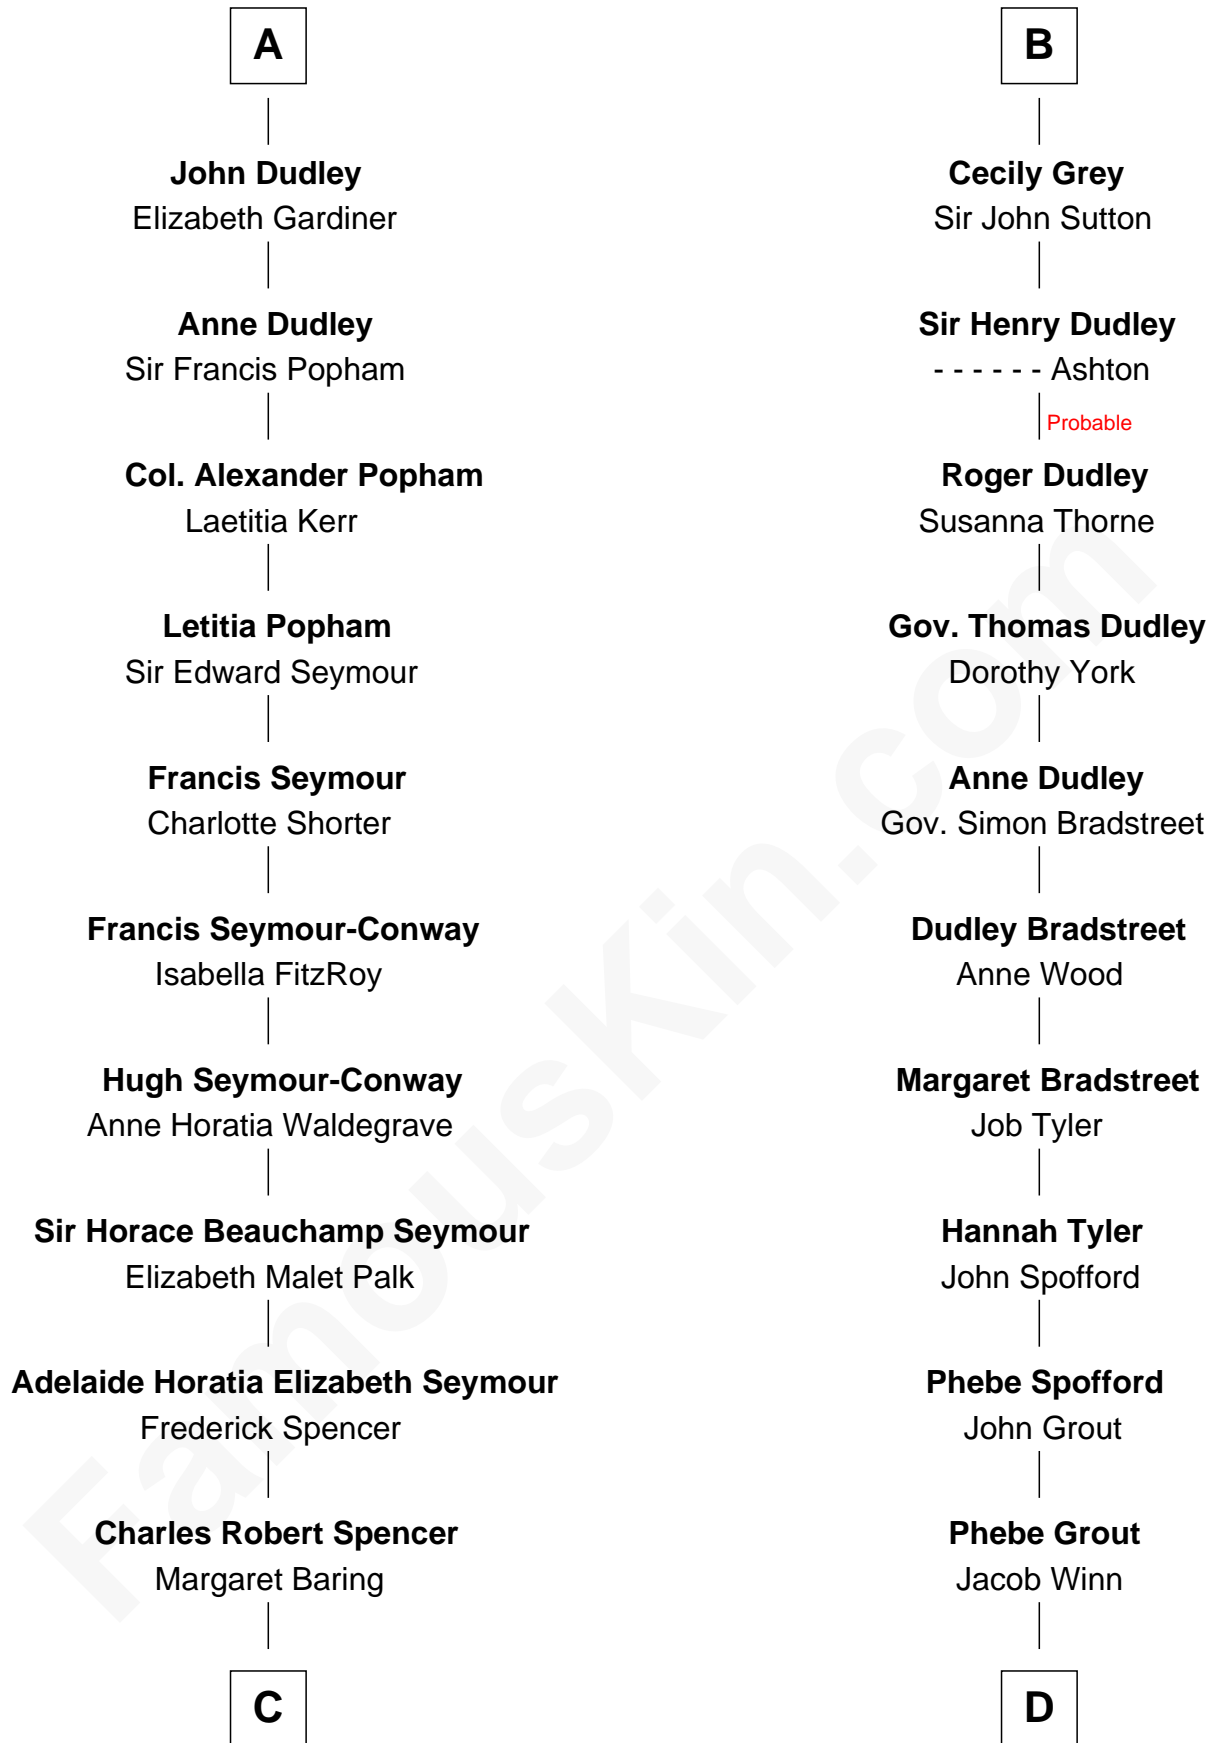 A
John Dudley
Elizabeth Gardiner
Anne Dudley
Sir Francis Popham
Col. Alexander Popham
Laetitia Kerr
Letitia Popham
Sir Edward Seymour
Francis Seymour
Charlotte Shorter
Francis Seymour-Conway
Isabella FitzRoy
Hugh Seymour-Conway
Anne Horatia Waldegrave
Sir Horace Beauchamp Seymour
Elizabeth Malet Palk
Adelaide Horatia Elizabeth Seymour
Frederick Spencer
Charles Robert Spencer
Margaret Baring
C
B
Cecily Grey
Sir John Sutton
Sir Henry Dudley
- - - - - - Ashton
Probable
Roger Dudley
Susanna Thorne
Gov. Thomas Dudley
Dorothy York
Anne Dudley
Gov. Simon Bradstreet
Dudley Bradstreet
Anne Wood
Margaret Bradstreet
Job Tyler
Hannah Tyler
John Spofford
Phebe Spofford
John Grout
Phebe Grout
Jacob Winn
D
FamousKin.com